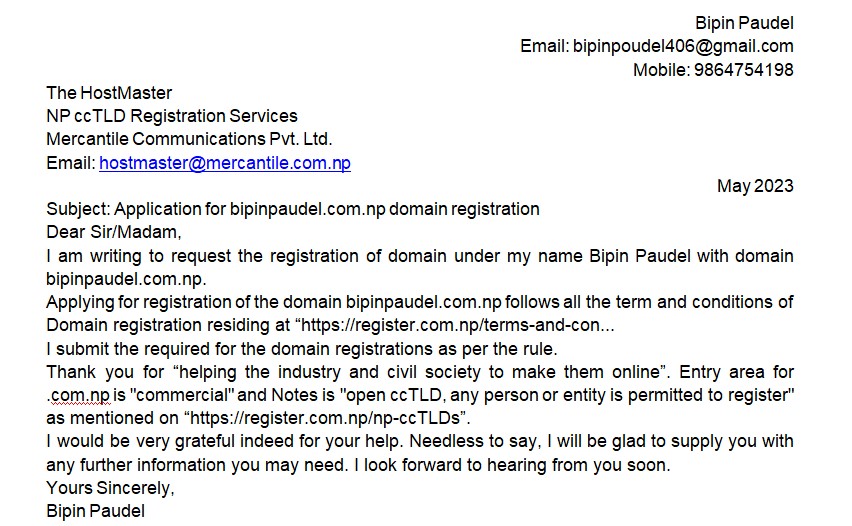 Bipin Paudel
Email: bipinpoudel406@gmail.com
Mobile: 9864754198
The HostMaster
NP ccTLD Registration Services
Mercantile Communications Pvt. Ltd.
Email: hostmaster@mercantile.com.np
May 2023
Subject: Application for bipinpaudel.com.np domain registration
Dear Sir/Madam,
I am writing to request the registration of domain under my name Bipin Paudel with domain
bipinpaudel.com.np.
Applying for registration of the domain bipinpaudel.com.np follows all the term and conditions of
Domain registration residing at “https://register.com.np/terms-and-con...
I submit the required for the domain registrations as per the rule.
Thank you for “helping the industry and civil society to make them online”. Entry area for
.com.np is "commercial" and Notes is "open ccTLD, any person or entity is permitted to register"
as mentioned on “https://register.com.np/np-ccTLDs”.
I would be very grateful indeed for your help. Needless to say, I will be glad to supply you with
any further information you may need. I look forward to hearing from you soon.
Yours Sincerely,
Bipin Paudel